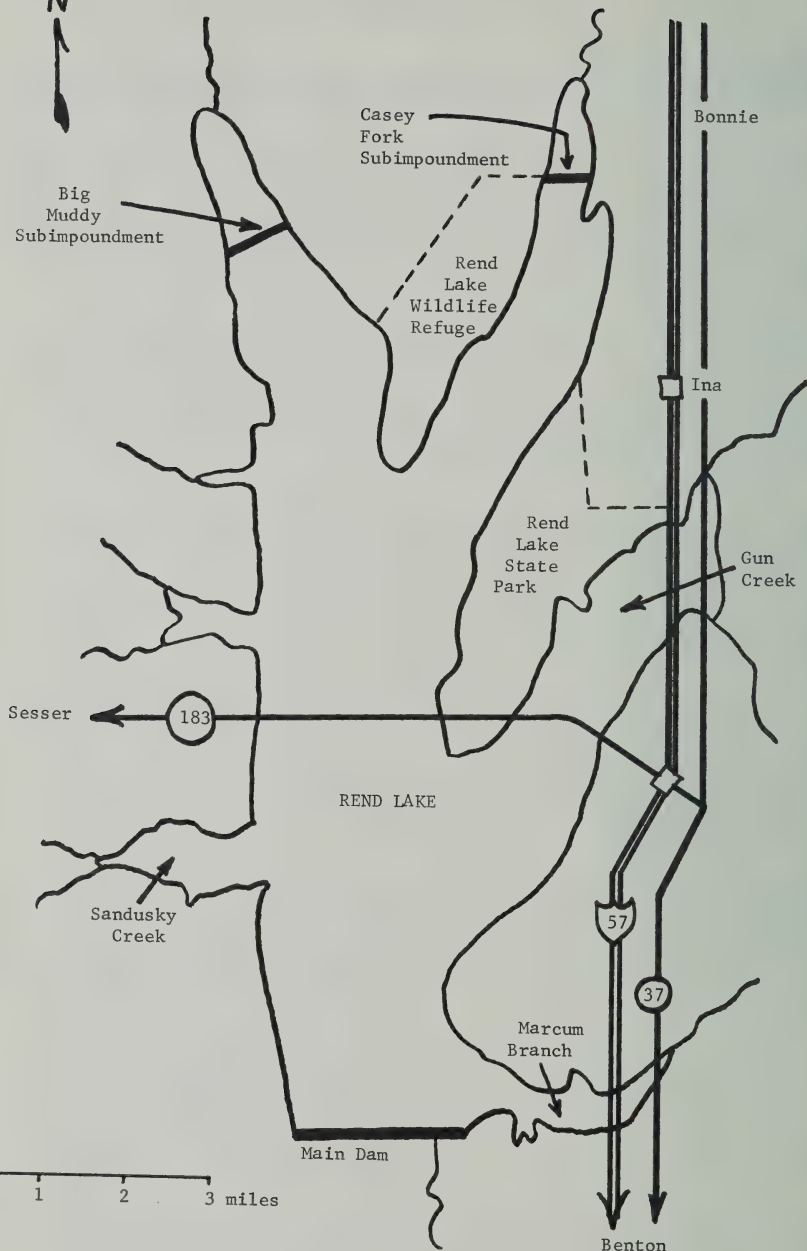 N
Bonnie
Casey
Fork
Subimpoundment
Big
Muddy
Subimpoundment
Rend
Lake
Wildlife
Refuge
Ina
Rend
Lake
State
Park
Gun
Creek
Sesser
183
REND LAKE
Sandusky
Creek
57
37
Marcum
Branch
Main Dam
1 2 3 miles
Benton